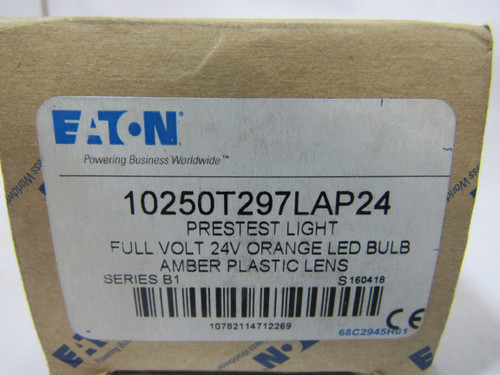 EATON
Powering Business Worldwide™
10250T297LAP24
PRESTEST LIGHT
FULL VOLT 24V ORANGE LED BULB
AMBER PLASTIC LENS
SERIES B1 S160418
10782114712269
68C2945H01 CE